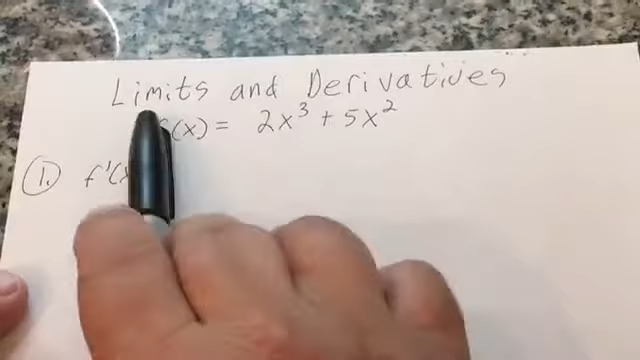 Limits and Derivatives
f(x) = 2x³ + 5x²
1. f'(x